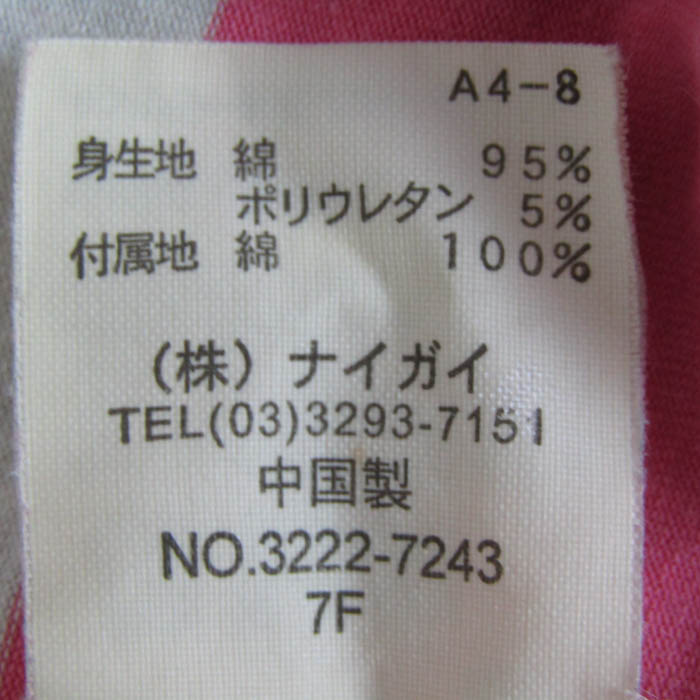 A4-8
身生地 綿 95%
ポリウレタン 5%
付属地 綿 100%
(株) ナイガイ
TEL(03)3293-7151
中国製
NO.3222-7243
7F